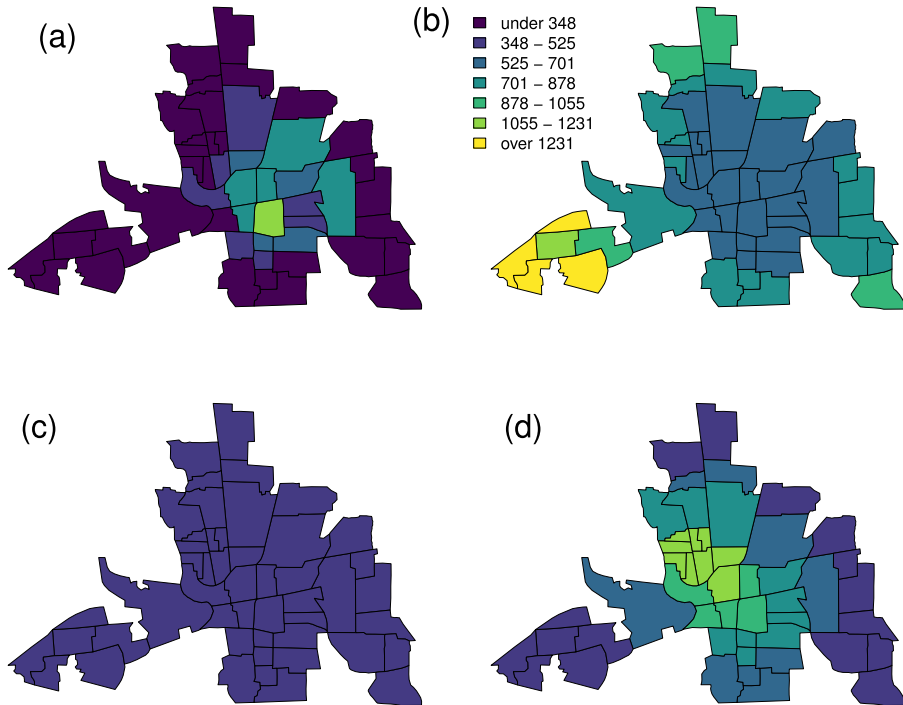 (a)
(b)
under 348
348 − 525
525 − 701
701 − 878
878 − 1055
1055 − 1231
over 1231
(c)
(d)